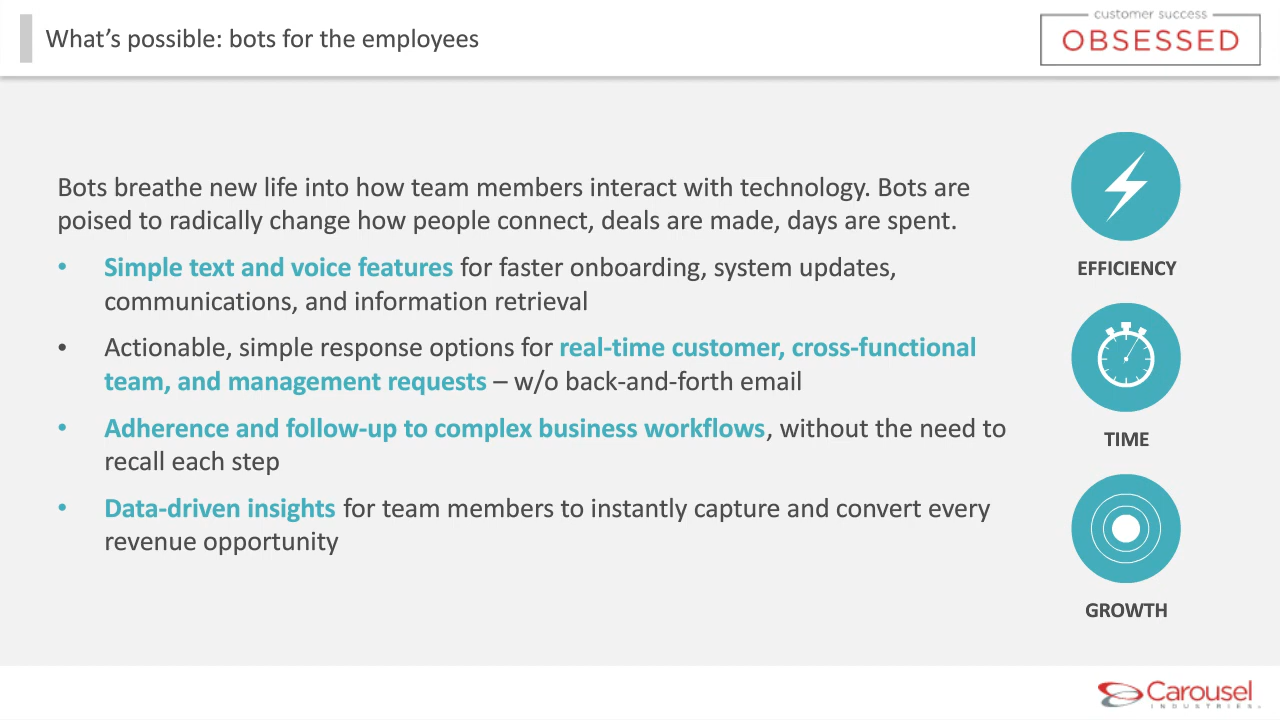 What’s possible: bots for the employees
customer success
OBSESSED
Bots breathe new life into how team members interact with technology. Bots are
poised to radically change how people connect, deals are made, days are spent.
• Simple text and voice features for faster onboarding, system updates,
communications, and information retrieval
• Actionable, simple response options for real-time customer, cross-functional
team, and management requests – w/o back-and-forth email
• Adherence and follow-up to complex business workflows, without the need to
recall each step
• Data-driven insights for team members to instantly capture and convert every
revenue opportunity
EFFICIENCY
TIME
GROWTH
Carousel
INDUSTRIES